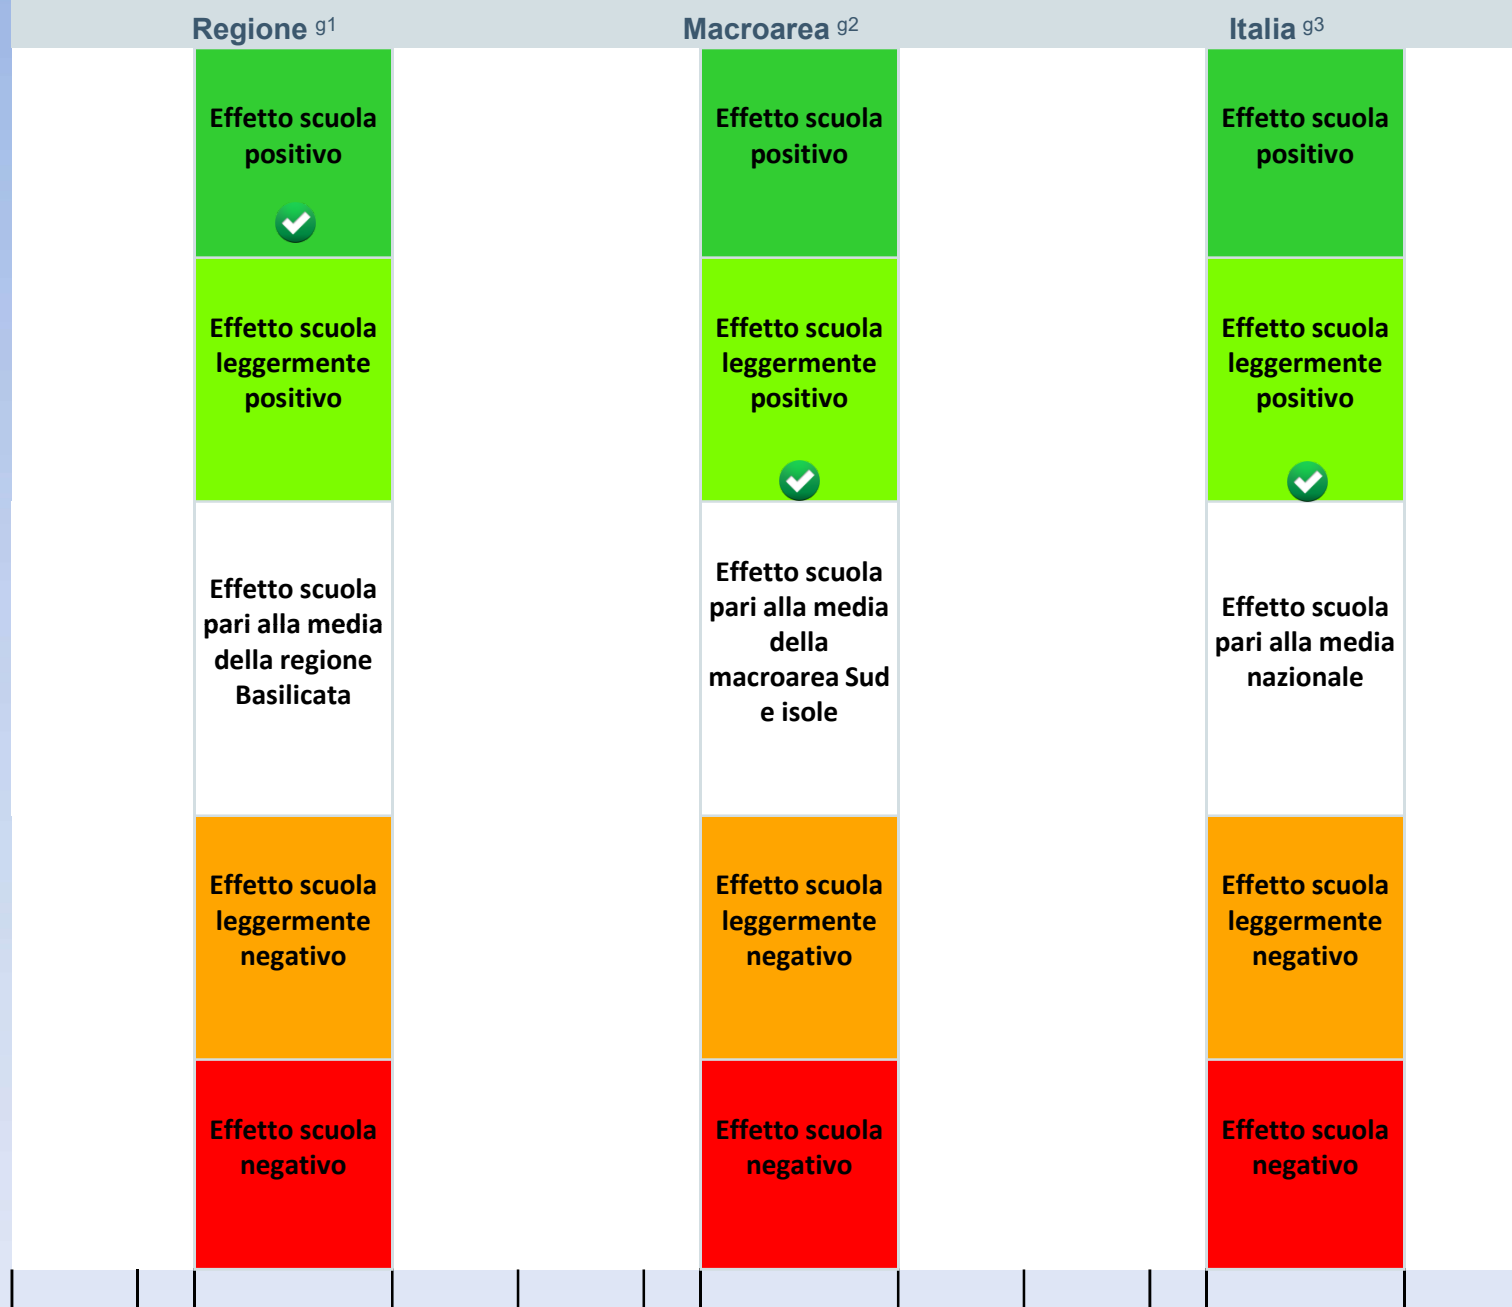 Regione g1
Macroarea g2
Italia g3
Effetto scuola
positivo
Effetto scuola
positivo
Effetto scuola
positivo
Effetto scuola
leggermente
positivo
Effetto scuola
leggermente
positivo
Effetto scuola
leggermente
positivo
Effetto scuola
pari alla media
della regione
Basilicata
Effetto scuola
pari alla media
della
macroarea Sud
e isole
Effetto scuola
pari alla media
nazionale
Effetto scuola
leggermente
negativo
Effetto scuola
leggermente
negativo
Effetto scuola
leggermente
negativo
Effetto scuola
negativo
Effetto scuola
negativo
Effetto scuola
negativo